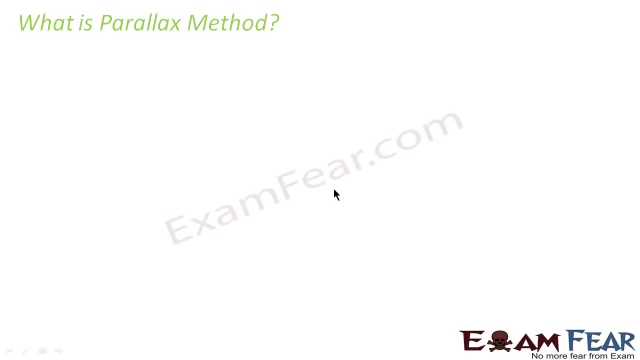 What is Parallax Method?
ExamFear.com
EXAM FEAR
No more fear from Exam